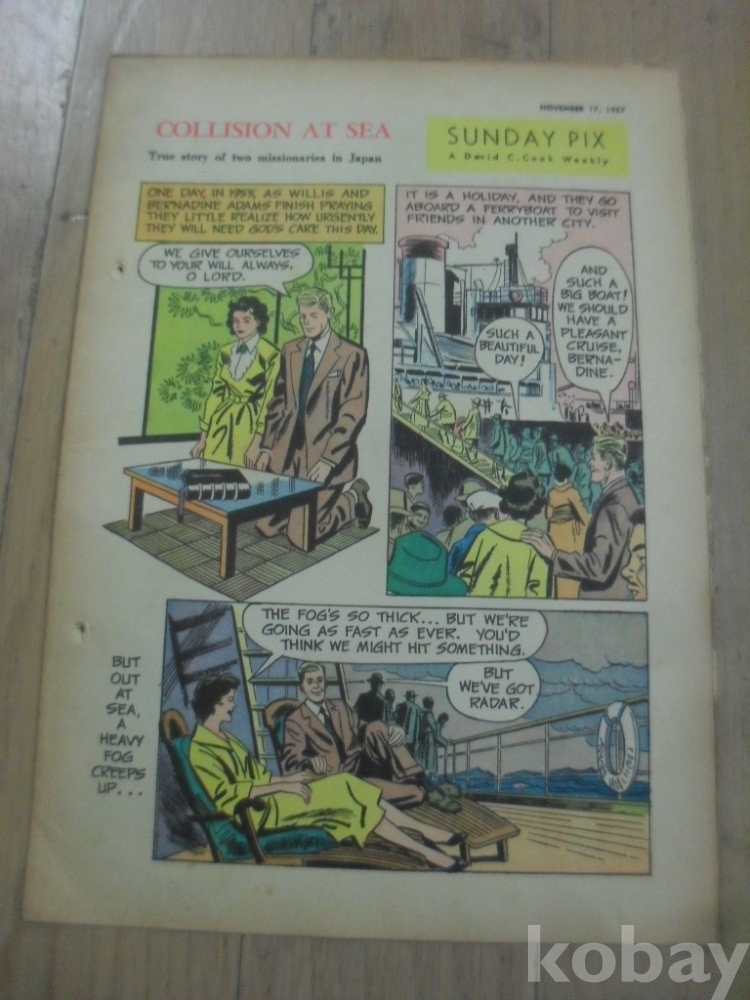 NOVEMBER 17, 1957
COLLISION AT SEA
True story of two missionaries in Japan
SUNDAY PIX
A David C. Cook Weekly
ONE DAY, IN 1955, AS WILLIS AND
BERNADINE ADAMS FINISH PRAYING
THEY LITTLE REALIZE HOW URGENTLY
THEY WILL NEED GOD'S CARE THIS DAY.
WE GIVE OURSELVES
TO YOUR WILL ALWAYS,
O LORD.
IT IS A HOLIDAY, AND THEY GO
ABOARD A FERRYBOAT TO VISIT
FRIENDS IN ANOTHER CITY.
SUCH A
BEAUTIFUL
DAY!
AND
SUCH A
BIG BOAT!
WE SHOULD
HAVE A
PLEASANT
CRUISE,
BERNA-
DINE.
BUT
OUT
AT
SEA,
A
HEAVY
FOG
CREEPS
UP...
THE FOG'S SO THICK... BUT WE'RE
GOING AS FAST AS EVER. YOU'D
THINK WE MIGHT HIT SOMETHING.
BUT
WE'VE GOT
RADAR.
kobay